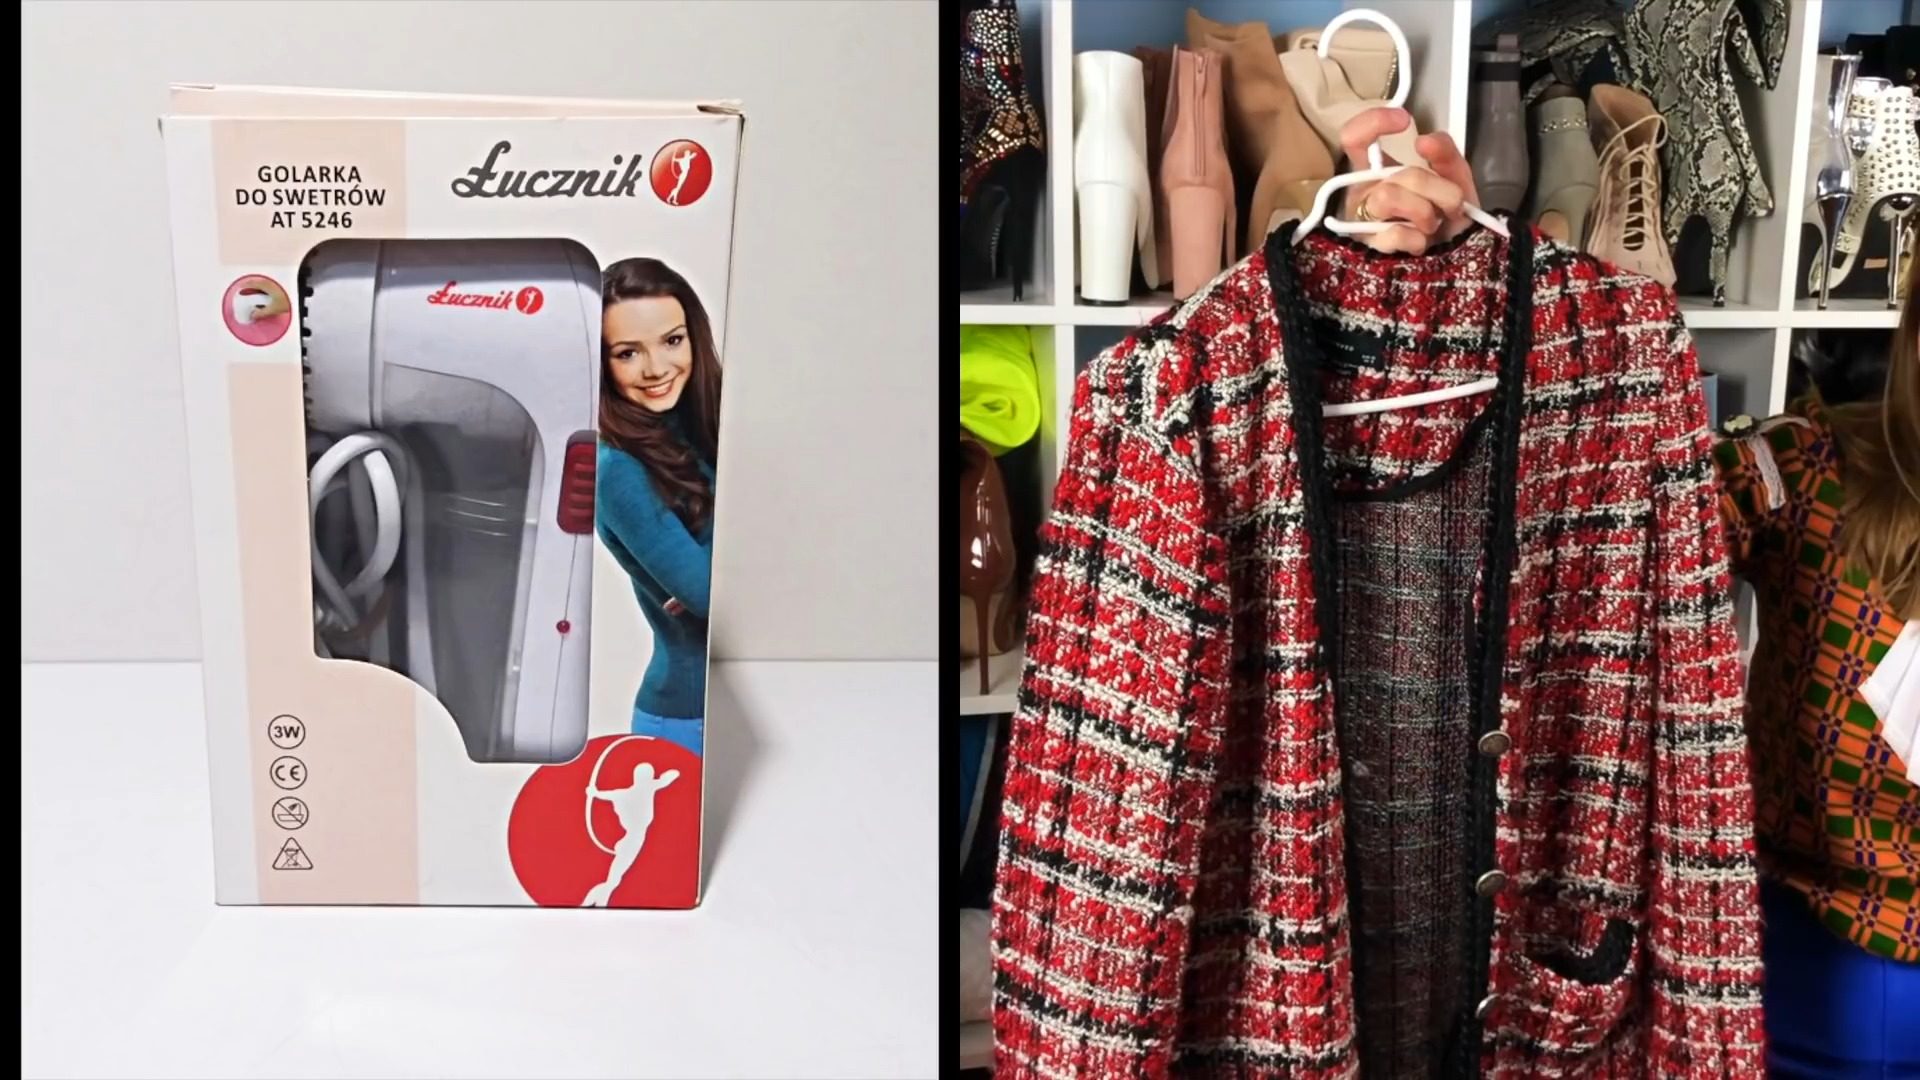 GOLARKA
DO SWETRÓW
AT 5246
Łucznik
Łucznik
3W
CE